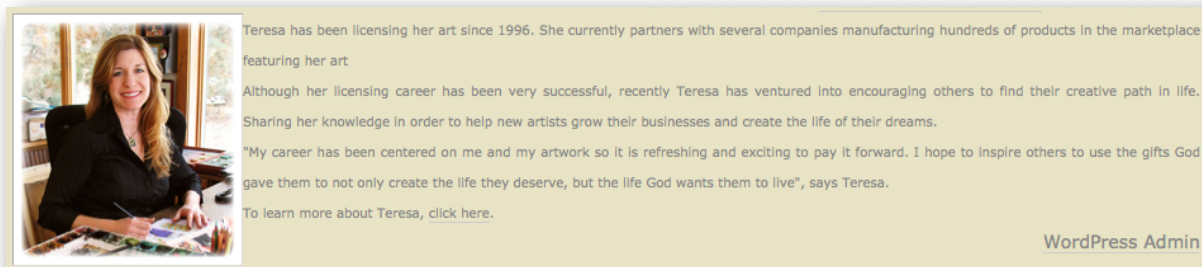 Teresa has been licensing her art since 1996. She currently partners with several companies manufacturing hundreds of products in the marketplace
featuring her art
Although her licensing career has been very successful, recently Teresa has ventured into encouraging others to find their creative path in life.
Sharing her knowledge in order to help new artists grow their businesses and create the life of their dreams.
"My career has been centered on me and my artwork so it is refreshing and exciting to pay it forward. I hope to inspire others to use the gifts God
gave them to not only create the life they deserve, but the life God wants them to live", says Teresa.
To learn more about Teresa, click here.
WordPress Admin